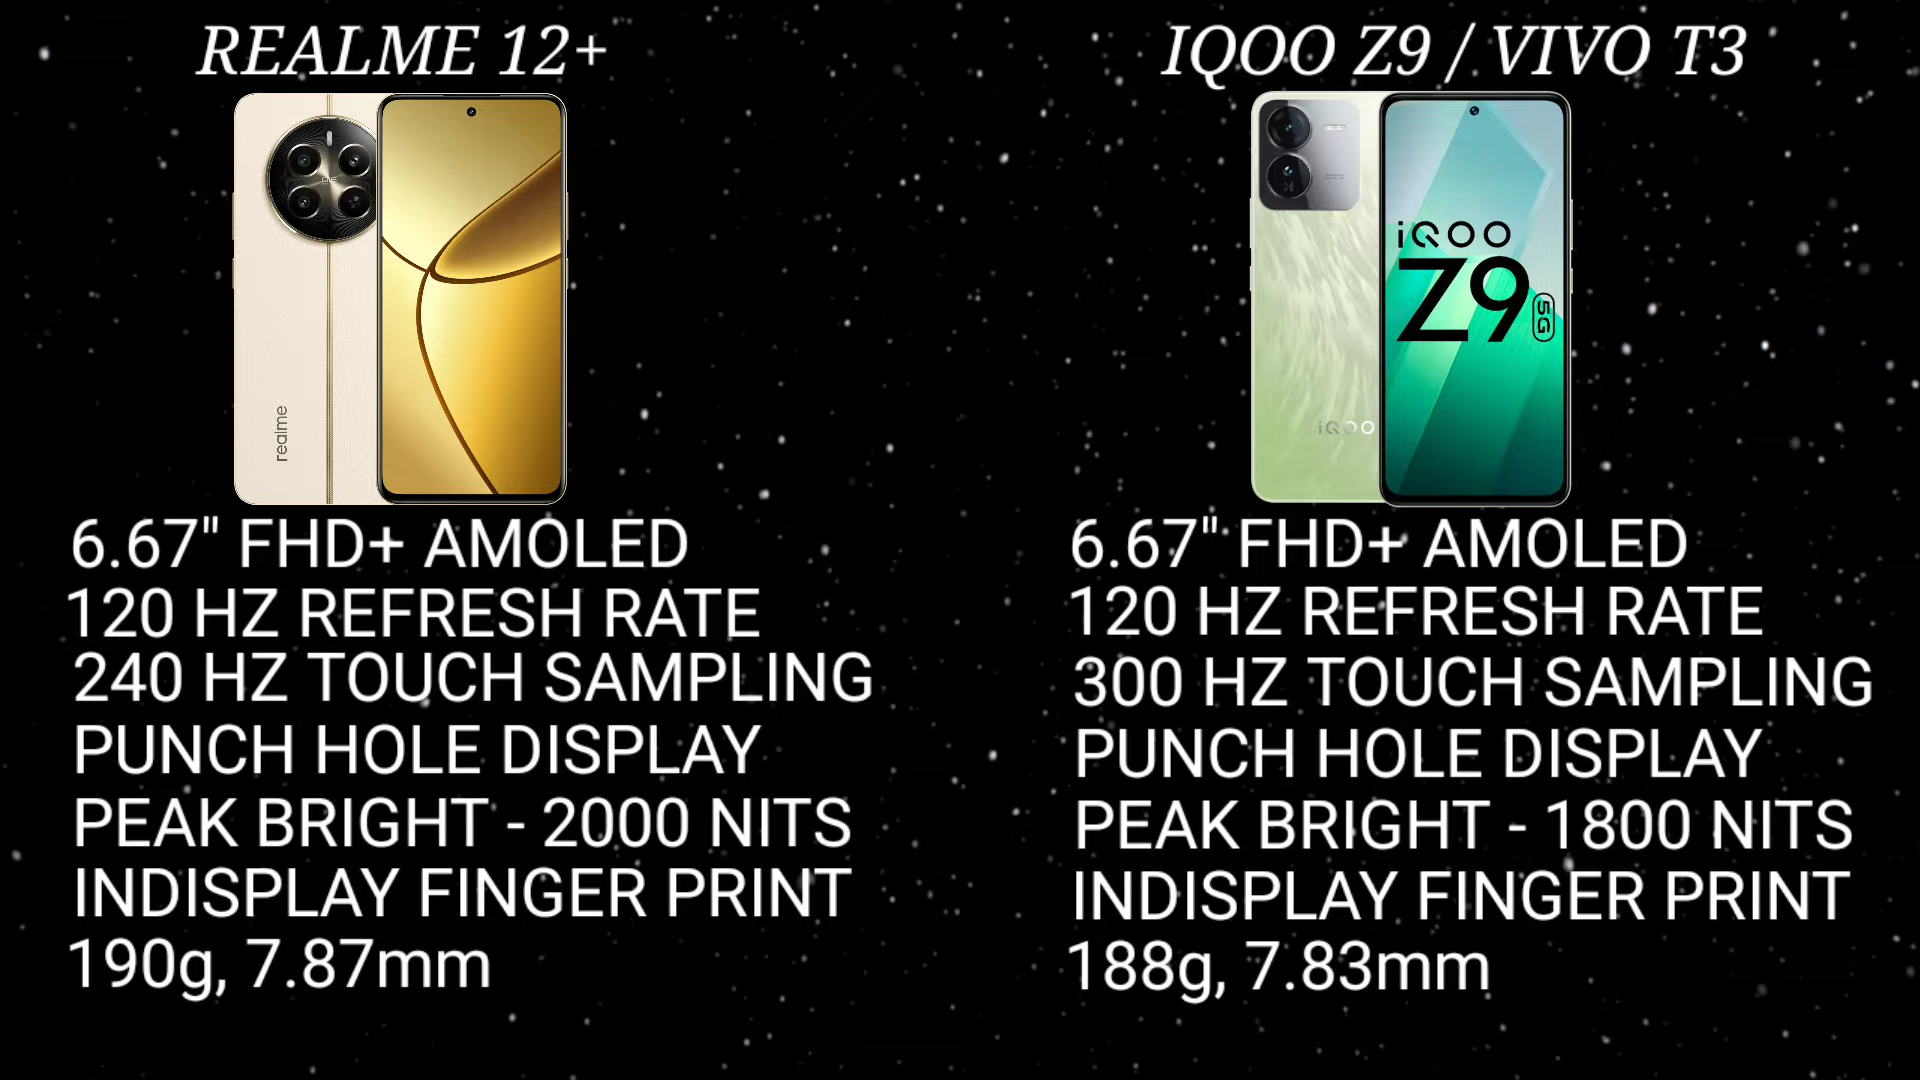 REALME 12+
realme
6.67" FHD+ AMOLED
120 HZ REFRESH RATE
240 HZ TOUCH SAMPLING
PUNCH HOLE DISPLAY
PEAK BRIGHT - 2000 NITS
INDISPLAY FINGER PRINT
190g, 7.87mm
IQOO Z9 / VIVO T3
iQOO
Z9 5G
iQOO
6.67" FHD+ AMOLED
120 HZ REFRESH RATE
300 HZ TOUCH SAMPLING
PUNCH HOLE DISPLAY
PEAK BRIGHT - 1800 NITS
INDISPLAY FINGER PRINT
188g, 7.83mm